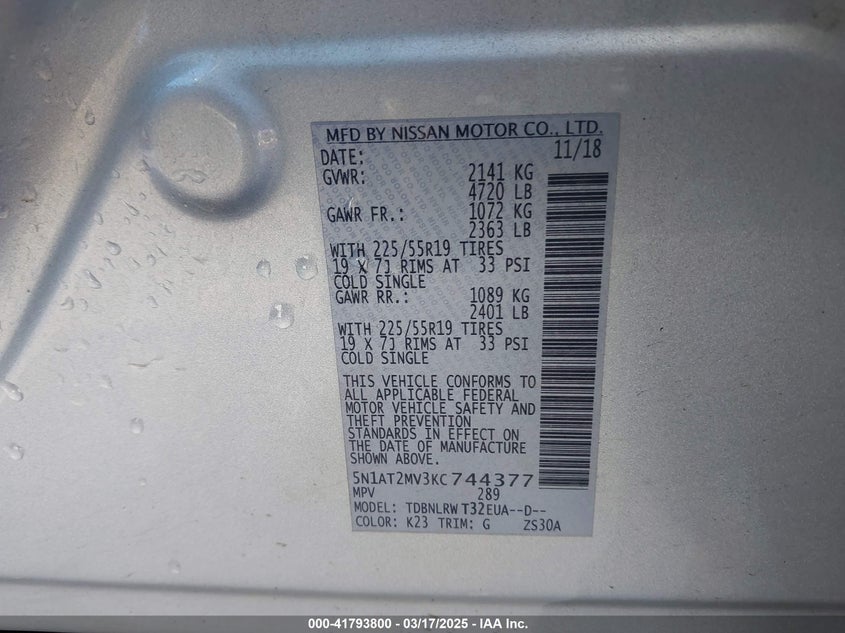 MFD BY NISSAN MOTOR CO., LTD.
DATE: 11/18
GVWR: 2141 KG
4720 LB
GAWR FR.: 1072 KG
2363 LB
WITH 225/55R19 TIRES
19 X 7J RIMS AT 33 PSI
COLD SINGLE
GAWR RR.: 1089 KG
2401 LB
WITH 225/55R19 TIRES
19 X 7J RIMS AT 33 PSI
COLD SINGLE
THIS VEHICLE CONFORMS TO
ALL APPLICABLE FEDERAL
MOTOR VEHICLE SAFETY AND
THEFT PREVENTION
STANDARDS IN EFFECT ON
THE DATE OF MANUFACTURE
SHOWN ABOVE.
5N1AT2MV3KC744377
MPV 289
MODEL: TDBNLRW T32EUA--D--
COLOR: K23 TRIM: G ZS30A
000-41793800 — 03/17/2025 — IAA Inc.